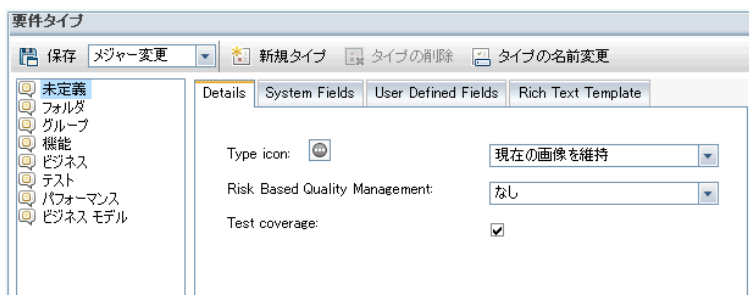 要件タイプ
保存 メジャー変更 新規タイプ タイプの削除 タイプの名前変更
未定義
フォルダ
グループ
機能
ビジネス
テスト
パフォーマンス
ビジネス モデル
Details System Fields User Defined Fields Rich Text Template
Type icon: 現在の画像を維持
Risk Based Quality Management: なし
Test coverage: